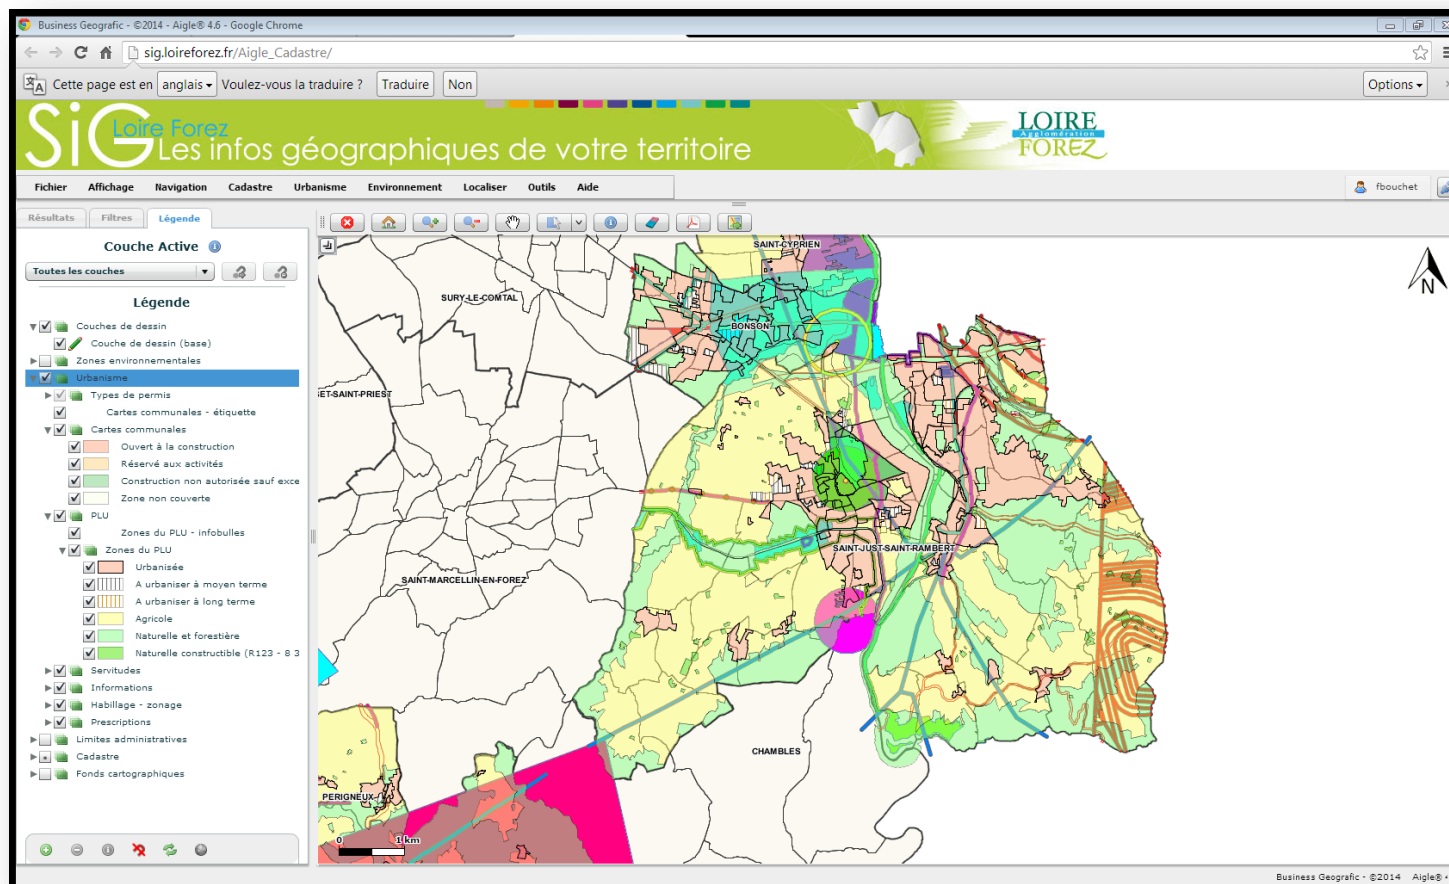 Business Geografic - ©2014 - Aigle® 4.6 - Google Chrome
sig.loireforez.fr/Aigle_Cadastre/
Cette page est en anglais Voulez-vous la traduire ? Traduire Non Options
SiG Loire Forez
Les infos géographiques de votre territoire
LOIRE
Agglomération
FOREZ
Fichier Affichage Navigation Cadastre Urbanisme Environnement Localiser Outils Aide fbouchet
Résultats Filtres Légende
Couche Active
Toutes les couches
Légende
Couches de dessin
Couche de dessin (base)
Zones environnementales
Urbanisme
Types de permis
Cartes communales - étiquette
Cartes communales
Ouvert à la construction
Réservé aux activités
Construction non autorisée sauf exce
Zone non couverte
PLU
Zones du PLU - infobulles
Zones du PLU
Urbanisée
A urbaniser à moyen terme
A urbaniser à long terme
Agricole
Naturelle et forestière
Naturelle constructible (R123 - 8 3
Servitudes
Informations
Habillage - zonage
Prescriptions
Limites administratives
Cadastre
Fonds cartographiques
SAINT-CYPRIEN
SURY-LE-COMTAL
BONSON
ET-SAINT-PRIEST
SAINT-JUST-SAINT-RAMBERT
SAINT-MARCELLIN-EN-FOREZ
CHAMBLES
PERIGNEUX
N
0 1 km
Business Geografic - ©2014 Aigle®